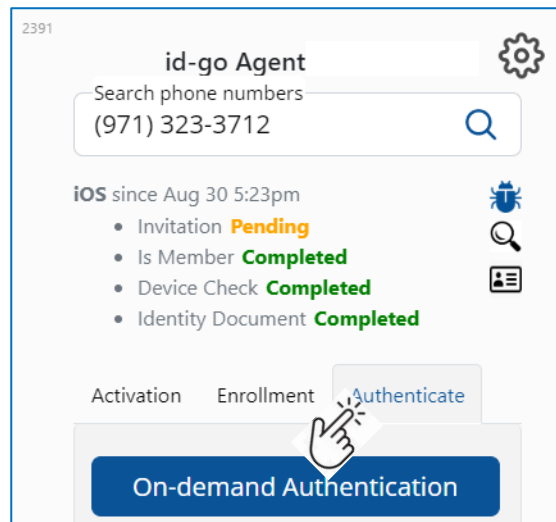 2391
id-go Agent
Search phone numbers
(971) 323-3712
iOS since Aug 30 5:23pm
Invitation Pending
Is Member Completed
Device Check Completed
Identity Document Completed
Activation Enrollment Authenticate
On-demand Authentication